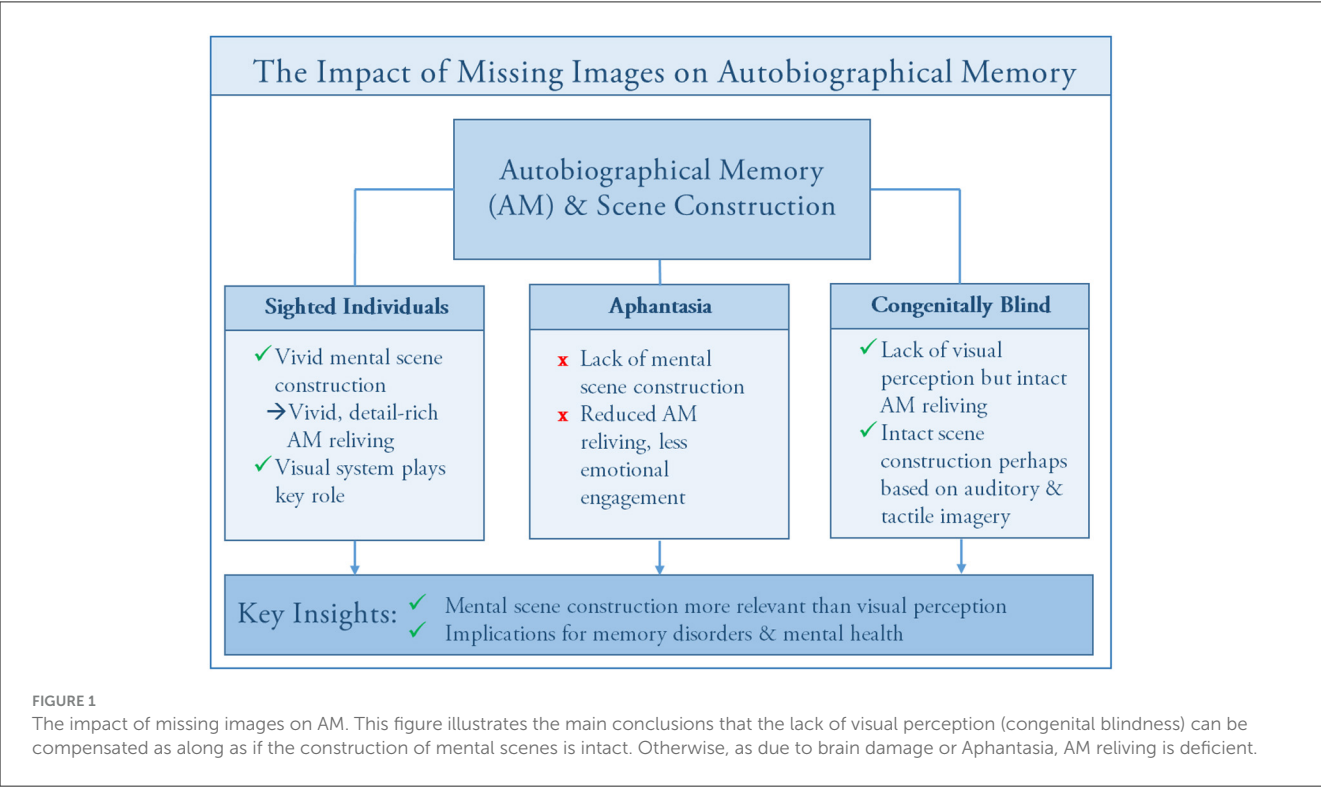 The Impact of Missing Images on Autobiographical Memory
Autobiographical Memory
(AM) & Scene Construction
Sighted Individuals
✓ Vivid mental scene
construction
→Vivid, detail-rich
AM reliving
✓ Visual system plays
key role
Aphantasia
x Lack of mental
scene construction
x Reduced AM
reliving, less
emotional
engagement
Congenitally Blind
✓ Lack of visual
perception but intact
AM reliving
✓ Intact scene
construction perhaps
based on auditory &
tactile imagery
Key Insights:
✓ Mental scene construction more relevant than visual perception
✓ Implications for memory disorders & mental health
FIGURE 1
The impact of missing images on AM. This figure illustrates the main conclusions that the lack of visual perception (congenital blindness) can be
compensated as along as if the construction of mental scenes is intact. Otherwise, as due to brain damage or Aphantasia, AM reliving is deficient.